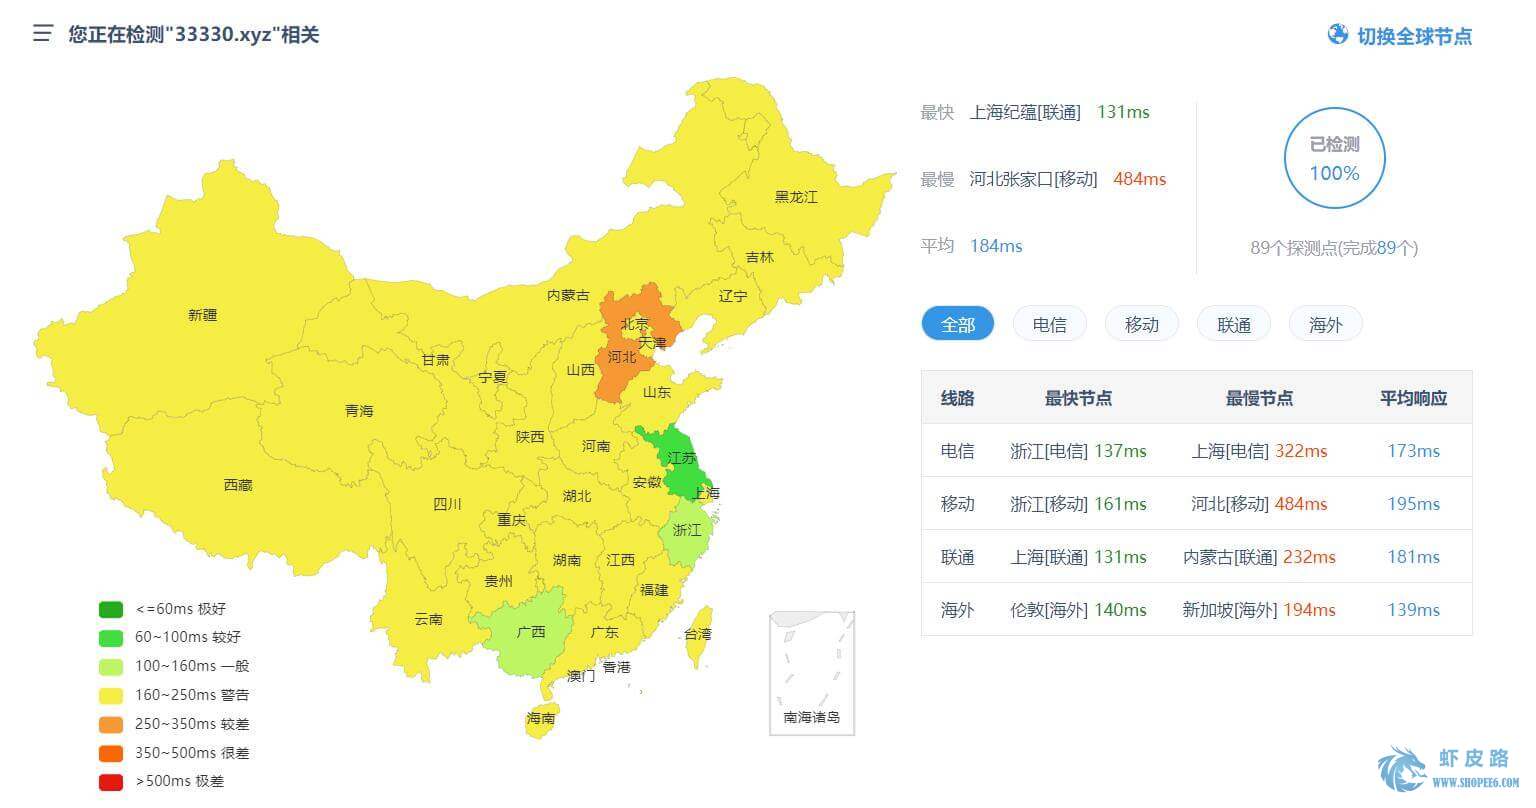 您正在检测"33330.xyz"相关
切换全球节点
最快 上海纪蕴[联通] 131ms
最慢 河北张家口[移动] 484ms
平均 184ms
已检测
100%
89个探测点(完成89个)
全部 电信 移动 联通 海外
线路 最快节点 最慢节点 平均响应
电信 浙江[电信] 137ms 上海[电信] 322ms 173ms
移动 浙江[移动] 161ms 河北[移动] 484ms 195ms
联通 上海[联通] 131ms 内蒙古[联通] 232ms 181ms
海外 伦敦[海外] 140ms 新加坡[海外] 194ms 139ms
黑龙江
吉林
辽宁
内蒙古
新疆
北京
天津
河北
甘肃
宁夏
山西
山东
青海
陕西
河南
江苏
西藏
安徽
上海
四川
湖北
重庆
浙江
湖南
江西
贵州
福建
云南
广西
广东
台湾
香港
澳门
海南
南海诸岛
<=60ms 极好
60~100ms 较好
100~160ms 一般
160~250ms 警告
250~350ms 较差
350~500ms 很差
>500ms 极差
虾皮路
WWW.SHOPEE6.COM